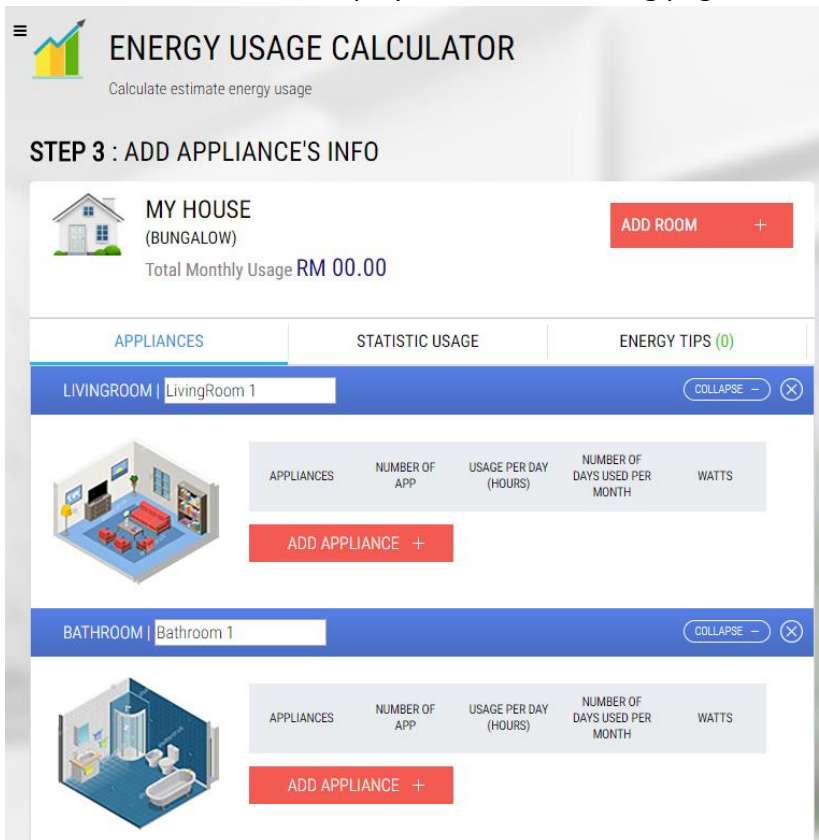 ENERGY USAGE CALCULATOR
Calculate estimate energy usage
STEP 3 : ADD APPLIANCE'S INFO
MY HOUSE
(BUNGALOW)
Total Monthly Usage RM 00.00
ADD ROOM +
APPLIANCES STATISTIC USAGE ENERGY TIPS (0)
LIVINGROOM | LivingRoom 1 COLLAPSE −
APPLIANCES NUMBER OF APP USAGE PER DAY (HOURS) NUMBER OF DAYS USED PER MONTH WATTS
ADD APPLIANCE +
BATHROOM | Bathroom 1 COLLAPSE −
APPLIANCES NUMBER OF APP USAGE PER DAY (HOURS) NUMBER OF DAYS USED PER MONTH WATTS
ADD APPLIANCE +